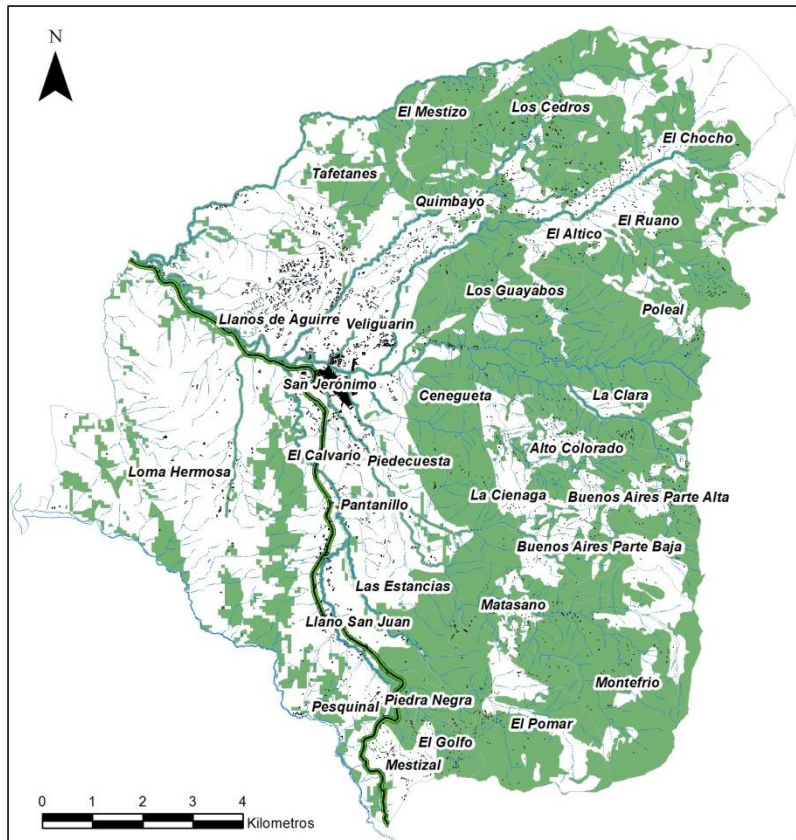 N
El Mestizo
Los Cedros
El Chocho
Tafetanes
Quimbayo
El Ruano
El Altico
Los Guayabos
Poleal
Llanos de Aguirre
Veliguarin
San Jerónimo
Cenegueta
La Clara
Alto Colorado
El Calvario
Piedecuesta
Loma Hermosa
La Cienaga
Buenos Aires Parte Alta
Pantanillo
Buenos Aires Parte Baja
Las Estancias
Matasano
Llano San Juan
Montefrio
Piedra Negra
Pesquinal
El Pomar
El Golfo
Mestizal
0 1 2 3 4
Kilometros